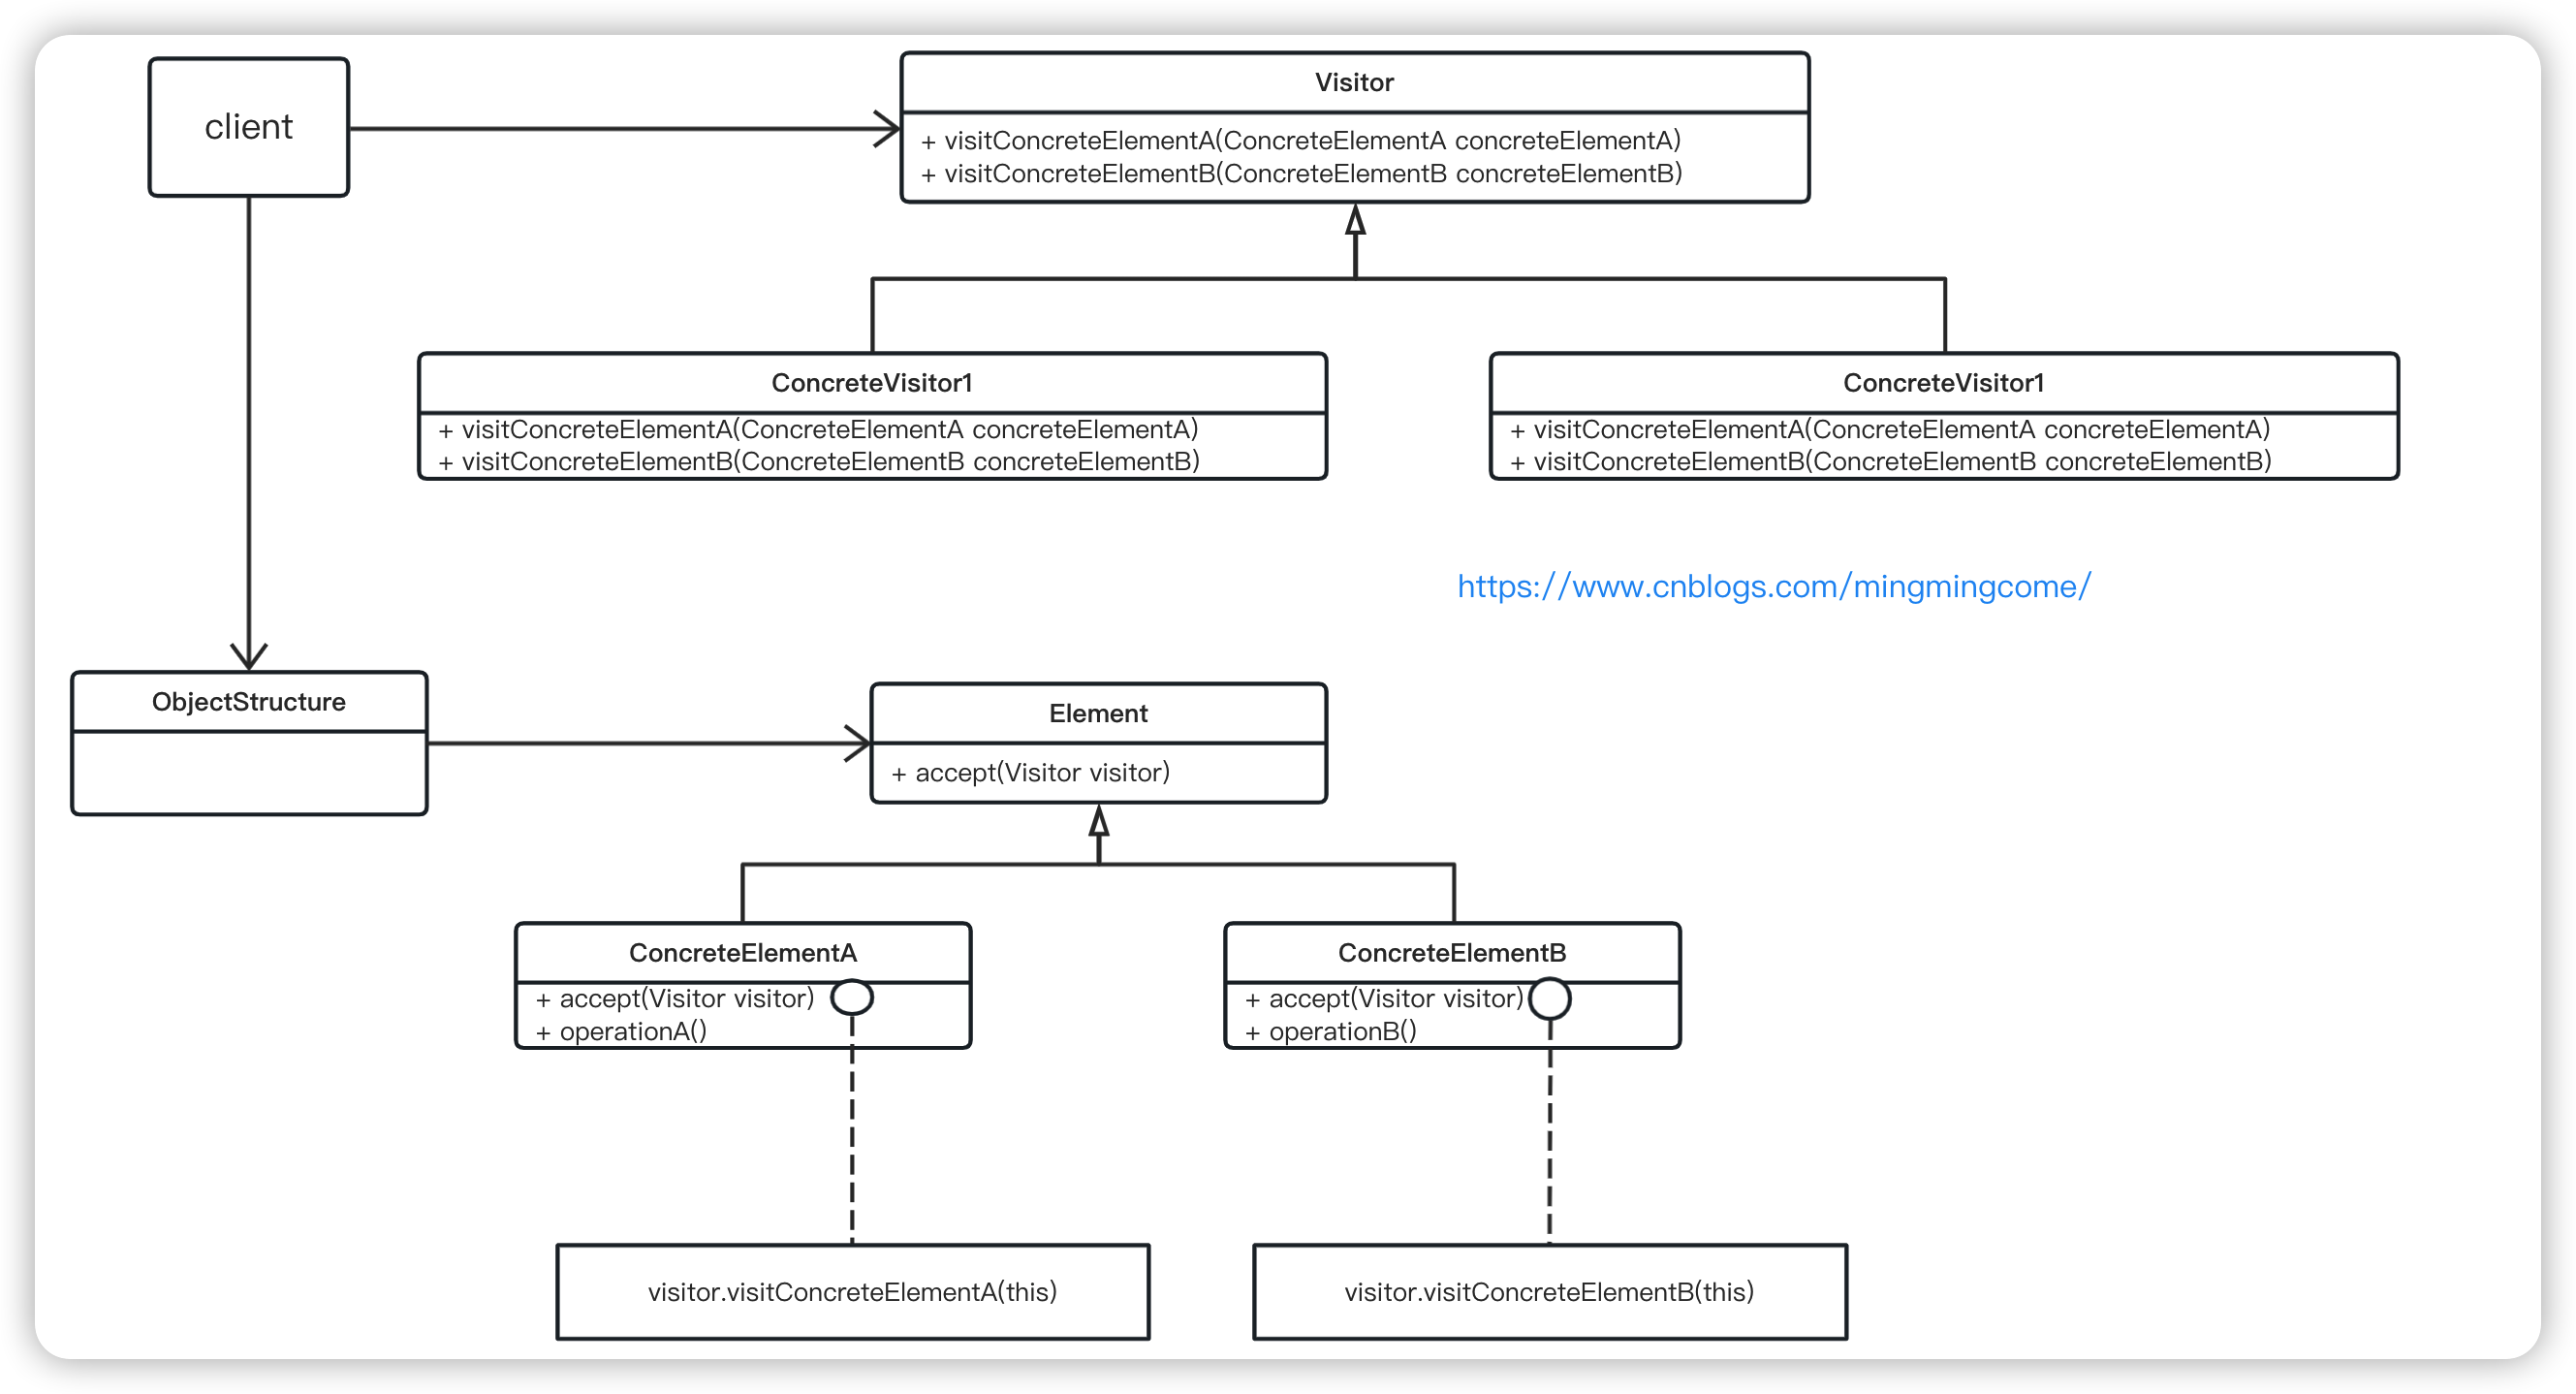 client
Visitor
+ visitConcreteElementA(ConcreteElementA concreteElementA)
+ visitConcreteElementB(ConcreteElementB concreteElementB)
ConcreteVisitor1
+ visitConcreteElementA(ConcreteElementA concreteElementA)
+ visitConcreteElementB(ConcreteElementB concreteElementB)
ConcreteVisitor1
+ visitConcreteElementA(ConcreteElementA concreteElementA)
+ visitConcreteElementB(ConcreteElementB concreteElementB)
https://www.cnblogs.com/mingmingcome/
ObjectStructure
Element
+ accept(Visitor visitor)
ConcreteElementA
+ accept(Visitor visitor)
+ operationA()
ConcreteElementB
+ accept(Visitor visitor)
+ operationB()
visitor.visitConcreteElementA(this)
visitor.visitConcreteElementB(this)